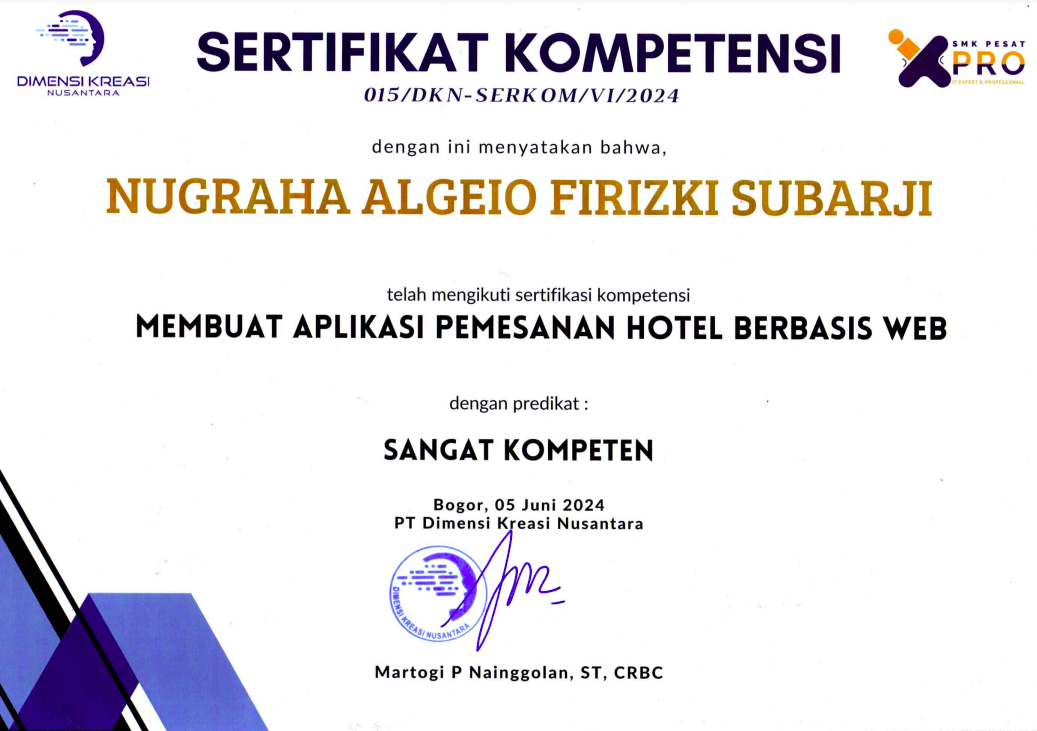 DIMENSI KREASI
NUSANTARA
SERTIFIKAT KOMPETENSI
015/DKN-SERKOM/VI/2024
SMK PESAT
XPRO
IT EXPERT & PROFESSIONAL
dengan ini menyatakan bahwa,
NUGRAHA ALGEIO FIRIZKI SUBARJI
telah mengikuti sertifikasi kompetensi
MEMBUAT APLIKASI PEMESANAN HOTEL BERBASIS WEB
dengan predikat :
SANGAT KOMPETEN
Bogor, 05 Juni 2024
PT Dimensi Kreasi Nusantara
DIMENSI KREASI NUSANTARA
Martogi P Nainggolan, ST, CRBC